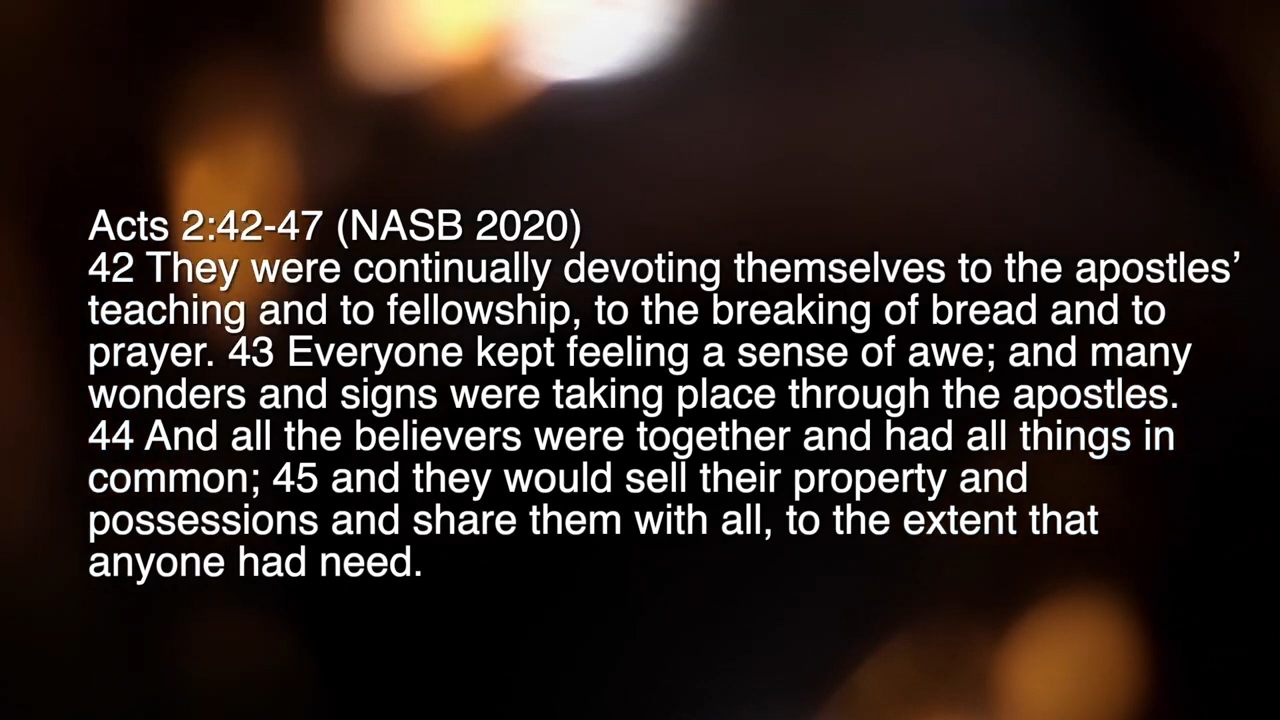 Acts 2:42-47 (NASB 2020)
42 They were continually devoting themselves to the apostles’
teaching and to fellowship, to the breaking of bread and to
prayer. 43 Everyone kept feeling a sense of awe; and many
wonders and signs were taking place through the apostles.
44 And all the believers were together and had all things in
common; 45 and they would sell their property and
possessions and share them with all, to the extent that
anyone had need.